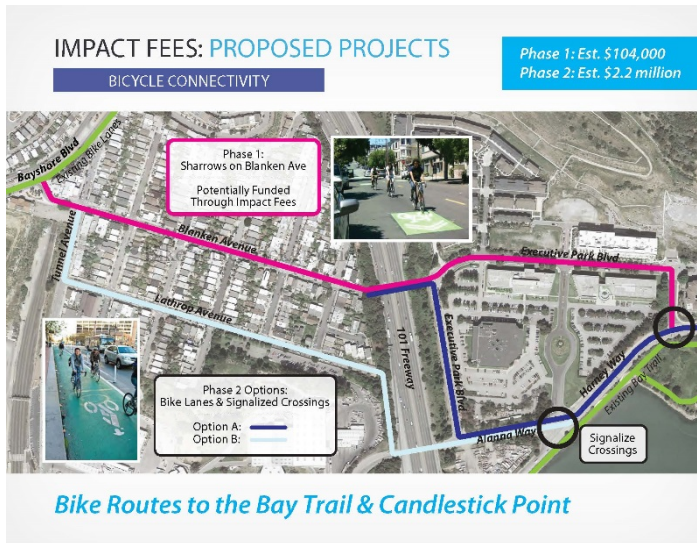 IMPACT FEES: PROPOSED PROJECTS
BICYCLE CONNECTIVITY
Phase 1: Est. $104,000
Phase 2: Est. $2.2 million
Bayshore Blvd
Existing Bike Lanes
Phase 1:
Sharrows on Blanken Ave
Potentially Funded
Through Impact Fees
Tunnel Avenue
Blanken Avenue
Executive Park Blvd
Lathrop Avenue
101 Freeway
Executive Park Blvd
Harney Way
Existing Bay Trail
Phase 2 Options:
Bike Lanes & Signalized Crossings
Option A:
Option B:
Alanna Way
Signalize
Crossings
Bike Routes to the Bay Trail & Candlestick Point